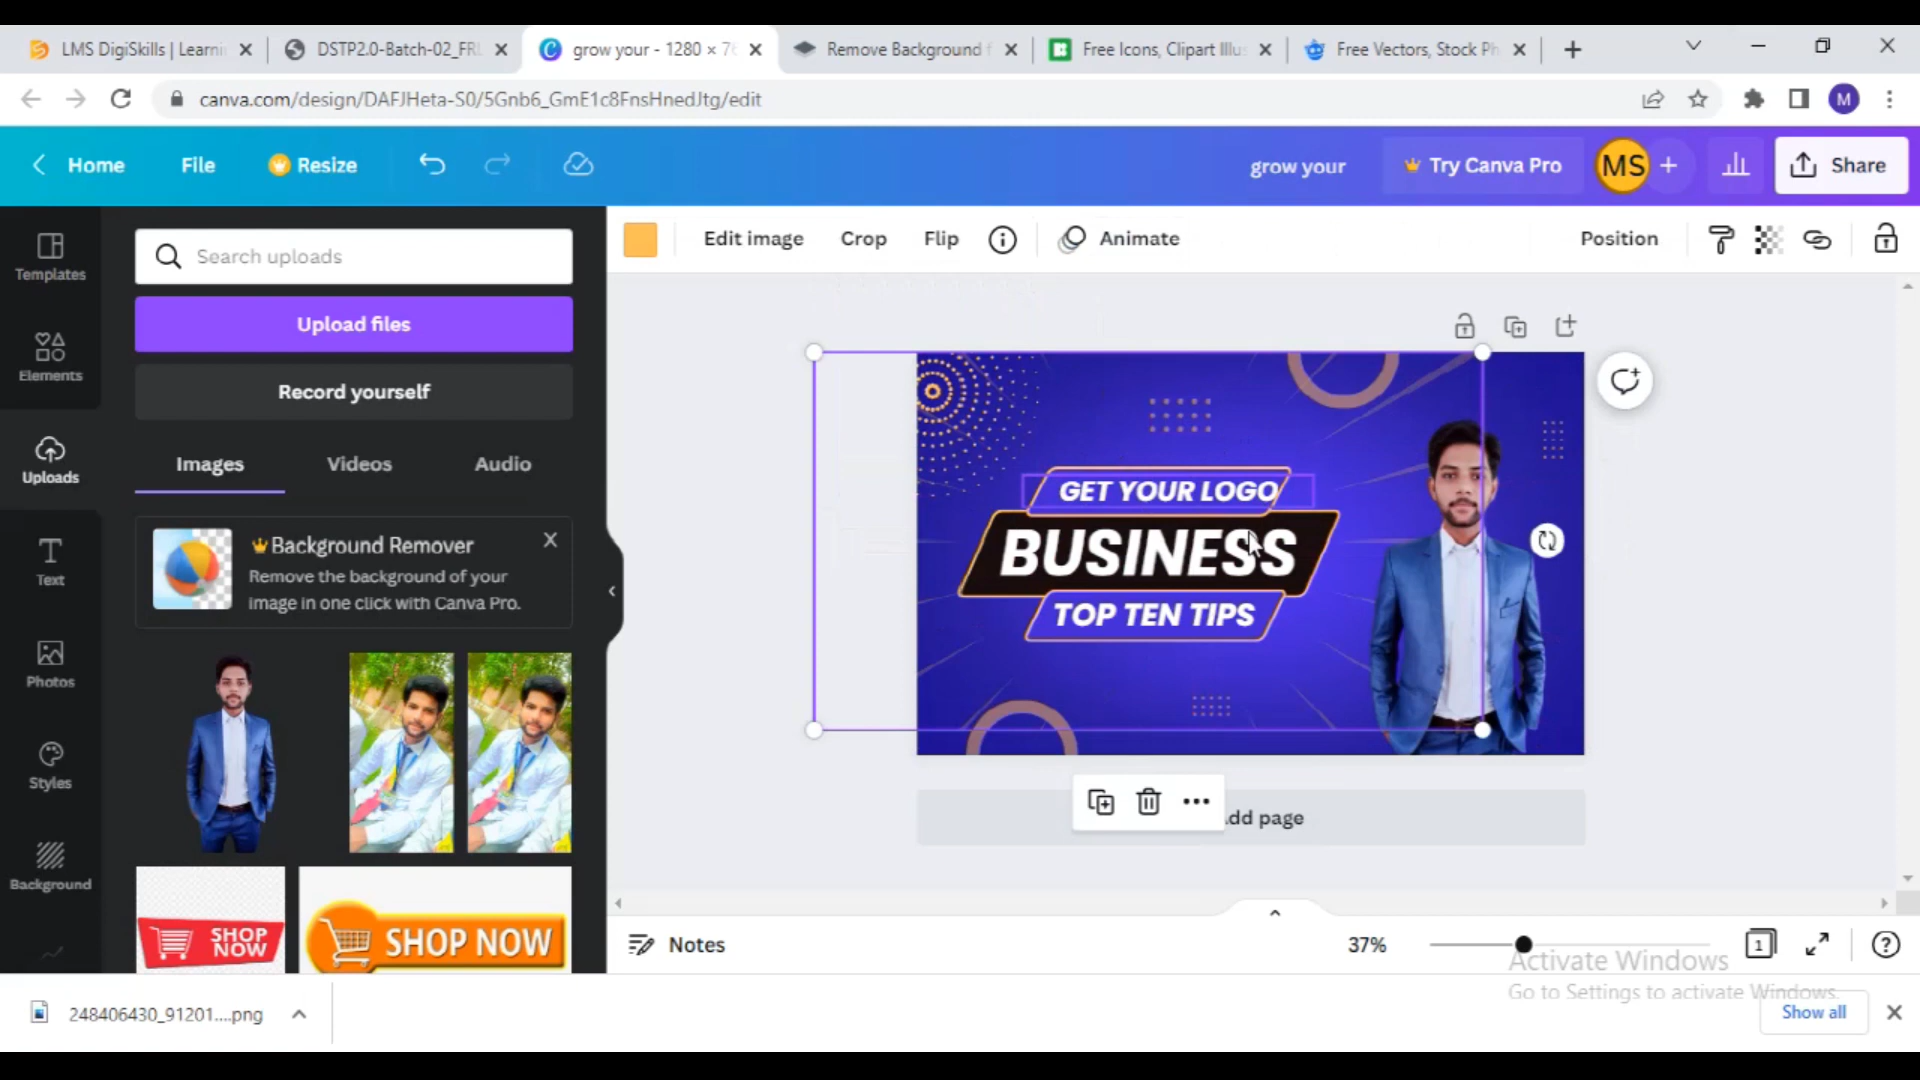 LMS DigiSkills | Learni
DSTP2.0-Batch-02_FRL
grow your - 1280 × 7
Remove Background f
Free Icons, Clipart Illus
Free Vectors, Stock Ph
canva.com/design/DAFJHeta-S0/5Gnb6_GmE1c8FnsHnedJtg/edit
M
Home
File
Resize
grow your
Try Canva Pro
MS
Share
Templates
Elements
Uploads
Text
Photos
Styles
Background
Search uploads
Upload files
Record yourself
Images
Videos
Audio
Background Remover
Remove the background of your
image in one click with Canva Pro.
SHOP
NOW
SHOP NOW
Edit image
Crop
Flip
Animate
Position
GET YOUR LOGO
BUSINESS
TOP TEN TIPS
dd page
Notes
37%
1
Activate Windows
Go to Settings to activate Windows.
248406430_91201....png
Show all